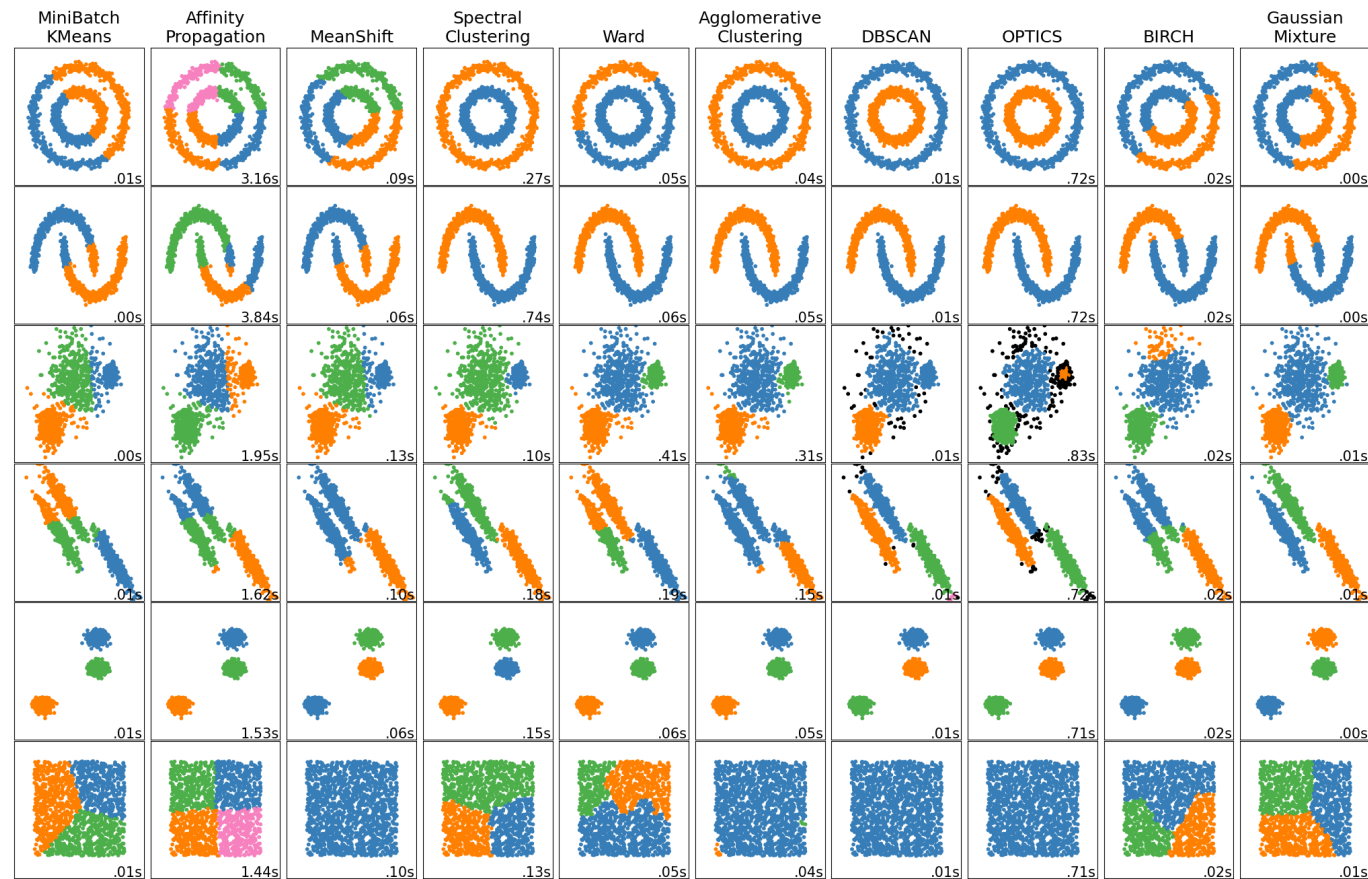 MiniBatch
KMeans
Affinity
Propagation
MeanShift
Spectral
Clustering
Ward
Agglomerative
Clustering
DBSCAN
OPTICS
BIRCH
Gaussian
Mixture
.01s 3.16s .09s .27s .05s .04s .01s .72s .02s .00s
.00s 3.84s .06s .74s .06s .05s .01s .72s .02s .00s
.00s 1.95s .13s .10s .41s .31s .01s .83s .02s .01s
.01s 1.62s .10s .18s .19s .15s .01s .72s .02s .01s
.01s 1.53s .06s .15s .06s .05s .01s .71s .02s .00s
.01s 1.44s .10s .13s .05s .04s .01s .71s .02s .01s